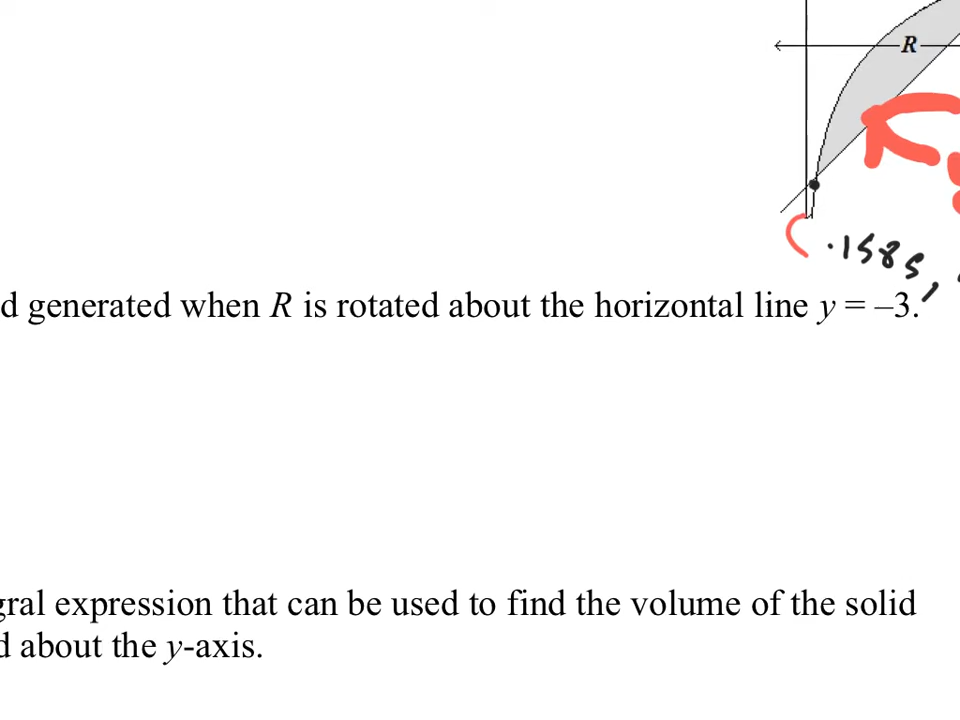 R
(.1585,
d generated when R is rotated about the horizontal line y = –3.
gral expression that can be used to find the volume of the solid
d about the y-axis.